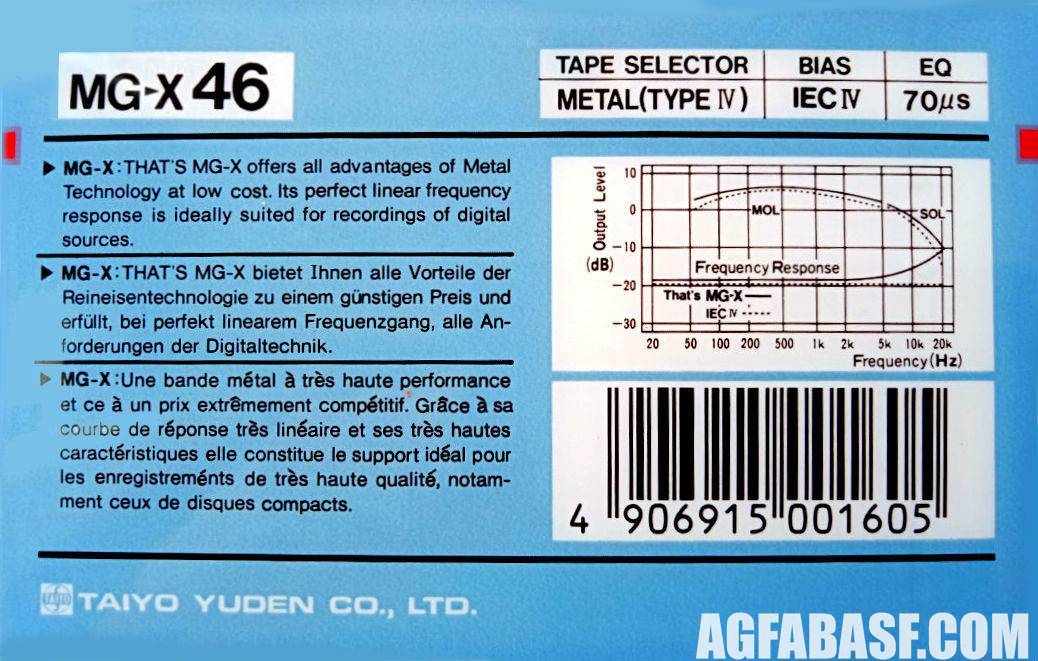 MG-X 46
TAPE SELECTOR BIAS EQ
METAL(TYPE Ⅳ) IEC Ⅳ 70μs
▶ MG-X:THAT'S MG-X offers all advantages of Metal
Technology at low cost. Its perfect linear frequency
response is ideally suited for recordings of digital
sources.
▶ MG-X:THAT'S MG-X bietet Ihnen alle Vorteile der
Reineisentechnologie zu einem günstigen Preis und
erfüllt, bei perfekt linearem Frequenzgang, alle An-
forderungen der Digitaltechnik.
▶ MG-X:Une bande métal à très haute performance
et ce à un prix extrêmement compétitif. Grâce à sa
courbe de réponse très linéaire et ses très hautes
caractéristiques elle constitue le support idéal pour
les enregistreménts de très haute qualité, notam-
ment ceux de disques compacts.
Output Level
(dB)
10
0
-10
-20
-30
MOL
SOL
Frequency Response
That's MG-X
IEC Ⅳ
20 50 100 200 500 1k 2k 5k 10k 20k
Frequency(Hz)
4 906915 001605
TAIYO YUDEN CO., LTD.
AGFABASF.COM